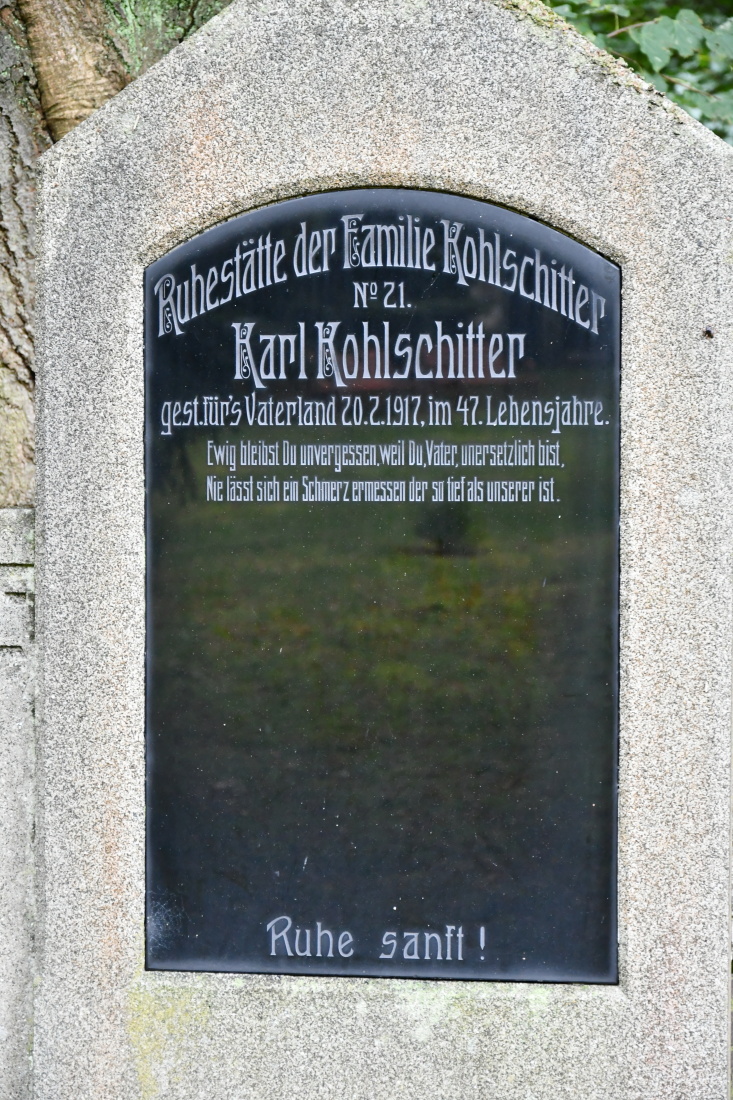 Ruhestätte der Familie Kohlschitter
Nº 21.
Karl Kohlschitter
gest. für's Vaterland 20.2.1917, im 47. Lebensjahre.
Ewig bleibst Du unvergessen, weil Du, Vater, unersetzlich bist,
Nie lässt sich ein Schmerz ermessen der so tief als unserer ist.
Ruhe sanft !